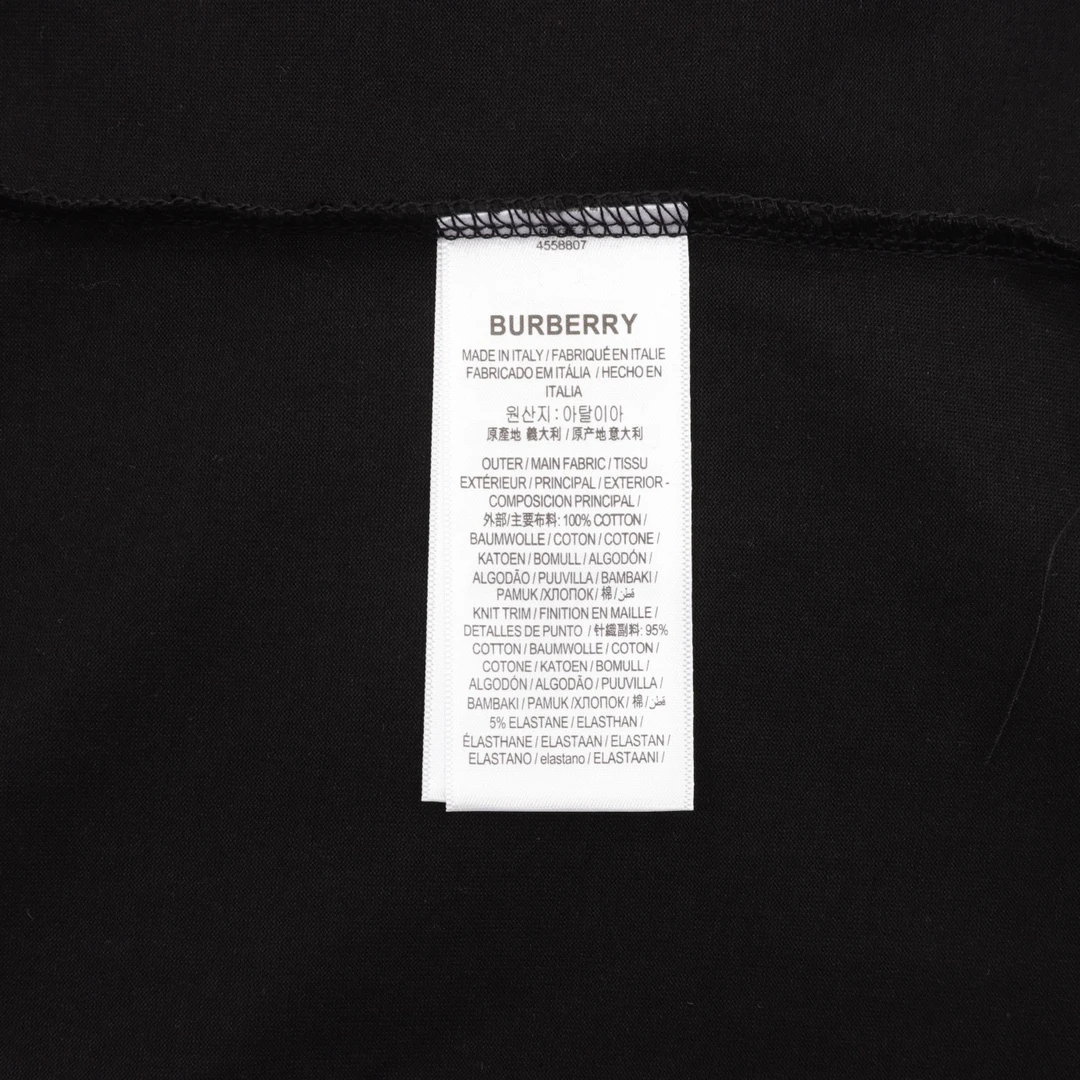 4558807
BURBERRY
MADE IN ITALY / FABRIQUÉ EN ITALIE
FABRICADO EM ITÁLIA / HECHO EN
ITALIA
원산지 : 아탈이아
原產地 義大利 / 原产地 意大利
OUTER / MAIN FABRIC / TISSU
EXTÉRIEUR / PRINCIPAL / EXTERIOR -
COMPOSICION PRINCIPAL /
外部/主要布料: 100% COTTON /
BAUMWOLLE / COTON / COTONE /
KATOEN / BOMULL / ALGODÓN /
ALGODÃO / PUUVILLA / BAMBAKI /
PAMUK /ХЛОПОК/ 棉 / قطن
KNIT TRIM / FINITION EN MAILLE /
DETALLES DE PUNTO / 针織副料: 95%
COTTON / BAUMWOLLE / COTON /
COTONE / KATOEN / BOMULL /
ALGODÓN / ALGODÃO / PUUVILLA /
BAMBAKI / PAMUK /ХЛОПОК/ 棉 / قطن
5% ELASTANE / ELASTHAN /
ÉLASTHANE / ELASTAAN / ELASTAN /
ELASTANO / elastano / ELASTAANI /